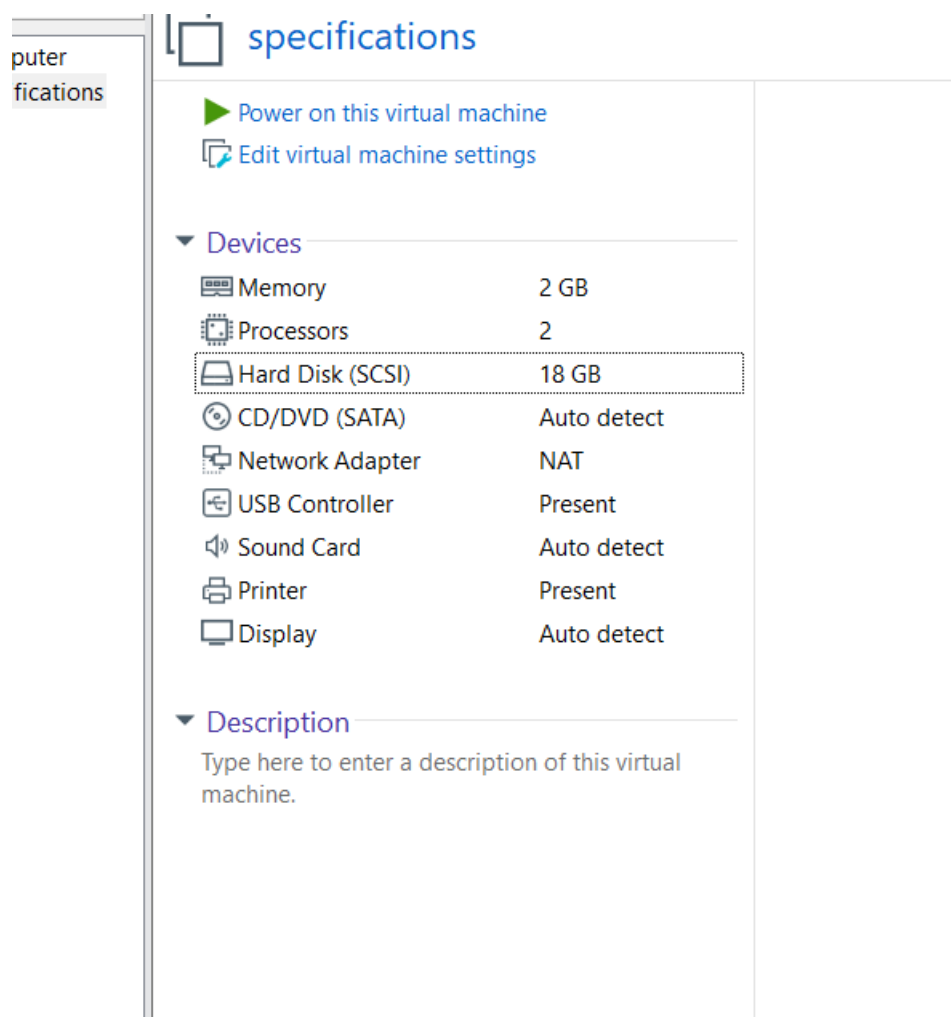 specifications
puter
fications
Power on this virtual machine
Edit virtual machine settings
Devices
Memory 2 GB
Processors 2
Hard Disk (SCSI) 18 GB
CD/DVD (SATA) Auto detect
Network Adapter NAT
USB Controller Present
Sound Card Auto detect
Printer Present
Display Auto detect
Description
Type here to enter a description of this virtual
machine.